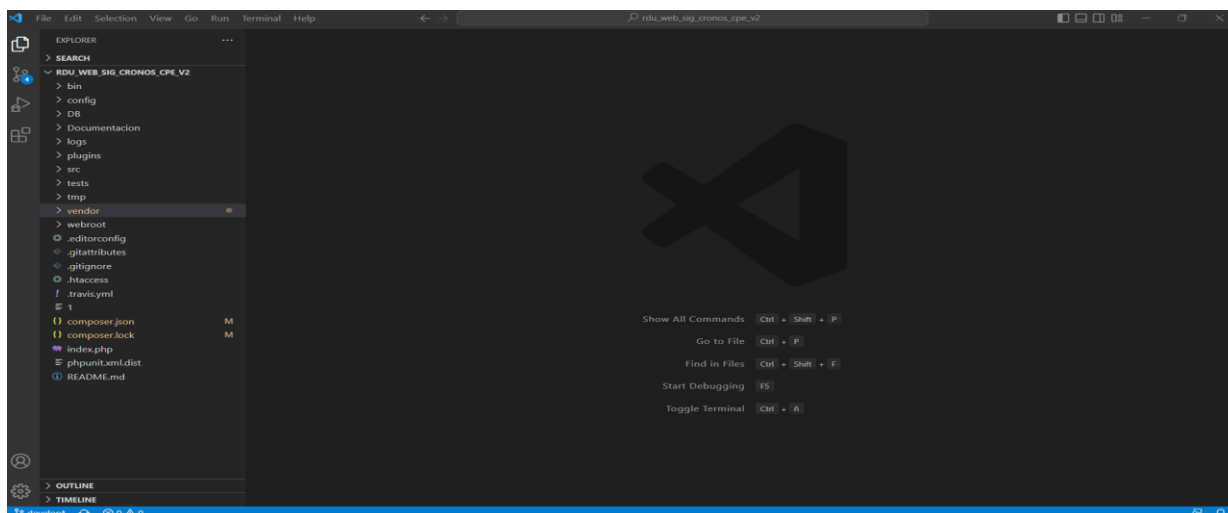 File Edit Selection View Go Run Terminal Help
rdu_web_sig_cronos_cpe_v2
EXPLORER
SEARCH
RDU_WEB_SIG_CRONOS_CPE_V2
bin
config
DB
Documentacion
logs
plugins
src
tests
tmp
vendor
webroot
.editorconfig
.gitattributes
.gitignore
.htaccess
.travis.yml
1
composer.json M
composer.lock M
index.php
phpunit.xml.dist
README.md
Show All Commands Ctrl + Shift + P
Go to File Ctrl + P
Find in Files Ctrl + Shift + F
Start Debugging F5
Toggle Terminal Ctrl + ñ
4
OUTLINE
TIMELINE